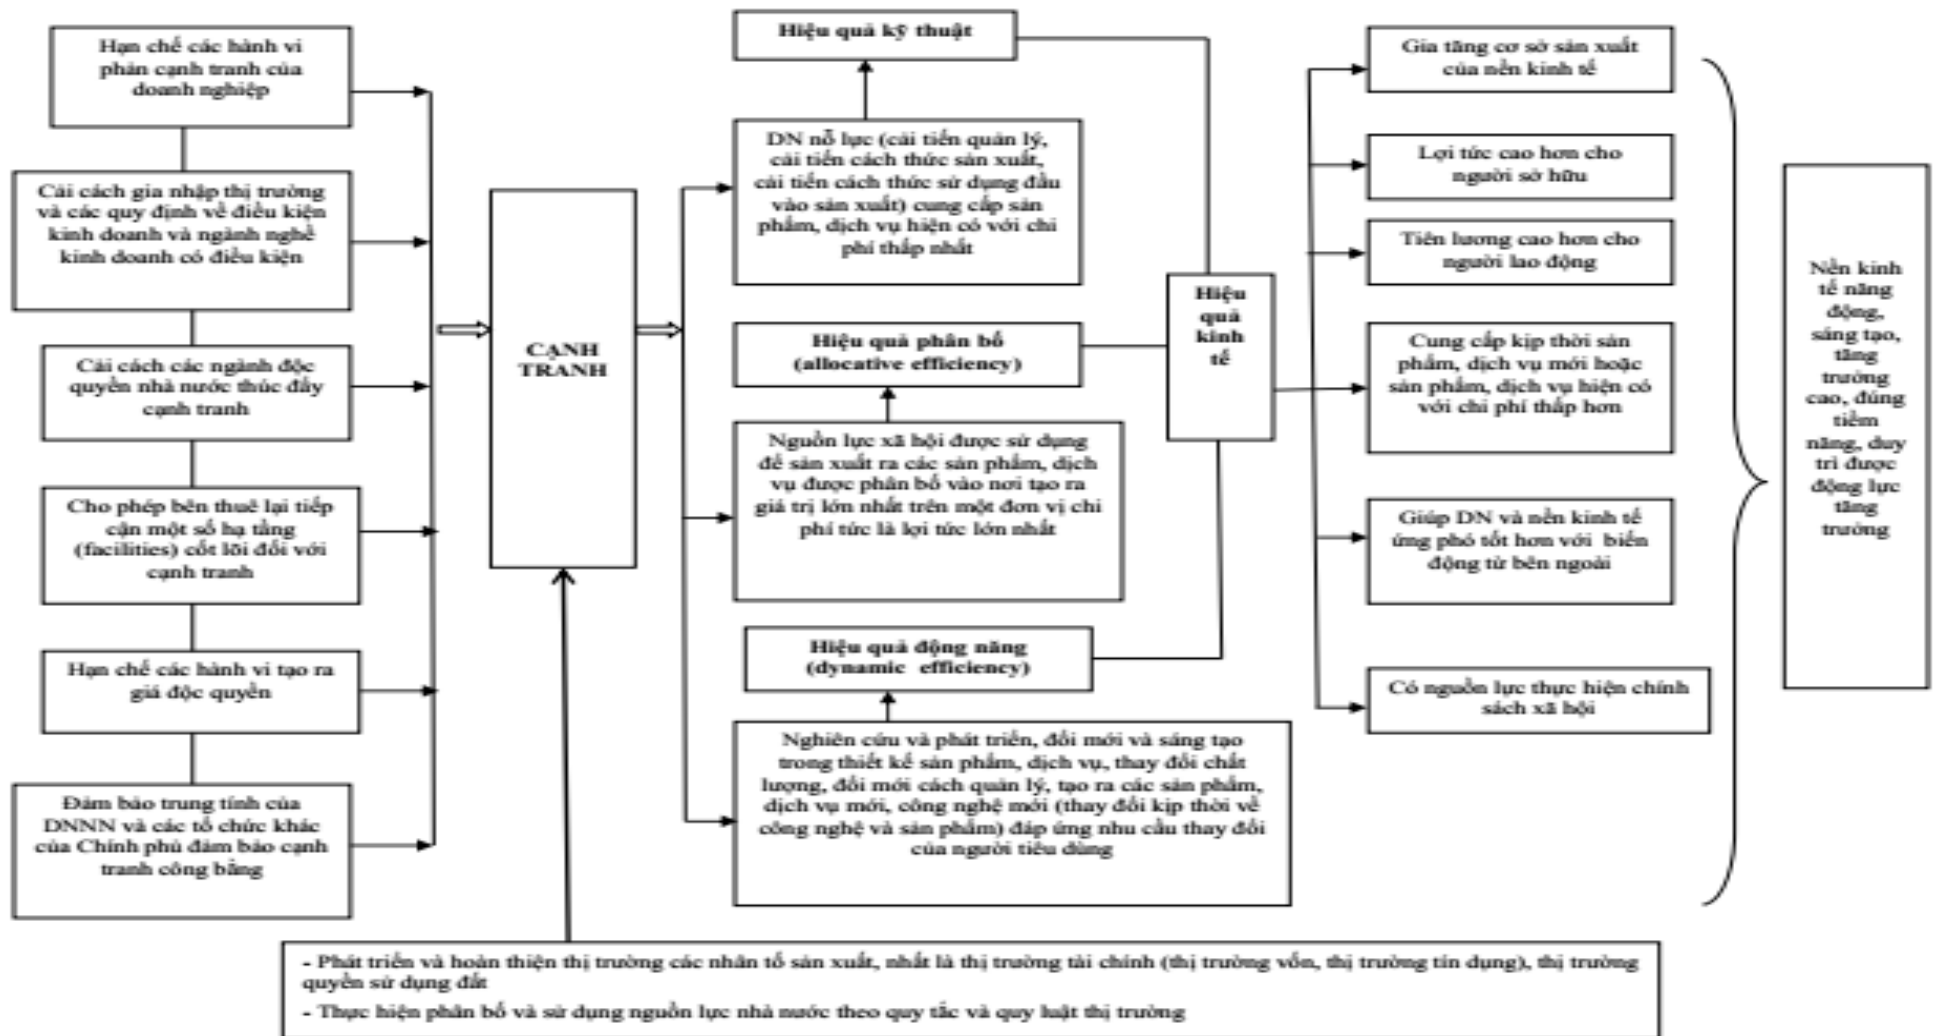 Hạn chế các hành vi
phản cạnh tranh của
doanh nghiệp
Cải cách gia nhập thị trường
và các quy định về điều kiện
kinh doanh và ngành nghề
kinh doanh có điều kiện
Cải cách các ngành độc
quyền nhà nước thúc đẩy
cạnh tranh
Cho phép bên thuê lại tiếp
cận một số hạ tầng
(facilities) cốt lõi đối với
cạnh tranh
Hạn chế các hành vi tạo ra
giá độc quyền
Đảm bảo trung tính của
DNNN và các tổ chức khác
của Chính phủ đảm bảo cạnh
tranh công bằng
CẠNH
TRANH
Hiệu quả kỹ thuật
DN nỗ lực (cải tiến quản lý,
cải tiến cách thức sản xuất,
cải tiến cách thức sử dụng đầu
vào sản xuất) cung cấp sản
phẩm, dịch vụ hiện có với chi
phí thấp nhất
Hiệu quả phân bổ
(allocative efficiency)
Nguồn lực xã hội được sử dụng
để sản xuất ra các sản phẩm, dịch
vụ được phân bổ vào nơi tạo ra
giá trị lớn nhất trên một đơn vị chi
phí tức là lợi tức lớn nhất
Hiệu quả động năng
(dynamic efficiency)
Nghiên cứu và phát triển, đổi mới và sáng tạo
trong thiết kế sản phẩm, dịch vụ, thay đổi chất
lượng, đổi mới cách quản lý, tạo ra các sản phẩm,
dịch vụ mới, công nghệ mới (thay đổi kịp thời về
công nghệ và sản phẩm) đáp ứng nhu cầu thay đổi
của người tiêu dùng
Hiệu
quả
kinh
tế
Gia tăng cơ sở sản xuất
của nền kinh tế
Lợi tức cao hơn cho
người sở hữu
Tiền lương cao hơn cho
người lao động
Cung cấp kịp thời sản
phẩm, dịch vụ mới hoặc
sản phẩm, dịch vụ hiện có
với chi phí thấp hơn
Giúp DN và nền kinh tế
ứng phó tốt hơn với biến
động từ bên ngoài
Có nguồn lực thực hiện chính
sách xã hội
Nền kinh
tế năng
động,
sáng tạo,
tăng
trưởng
cao, đúng
tiềm
năng, duy
trì được
động lực
tăng
trưởng
- Phát triển và hoàn thiện thị trường các nhân tố sản xuất, nhất là thị trường tài chính (thị trường vốn, thị trường tín dụng), thị trường
quyền sử dụng đất
- Thực hiện phân bổ và sử dụng nguồn lực nhà nước theo quy tắc và quy luật thị trường